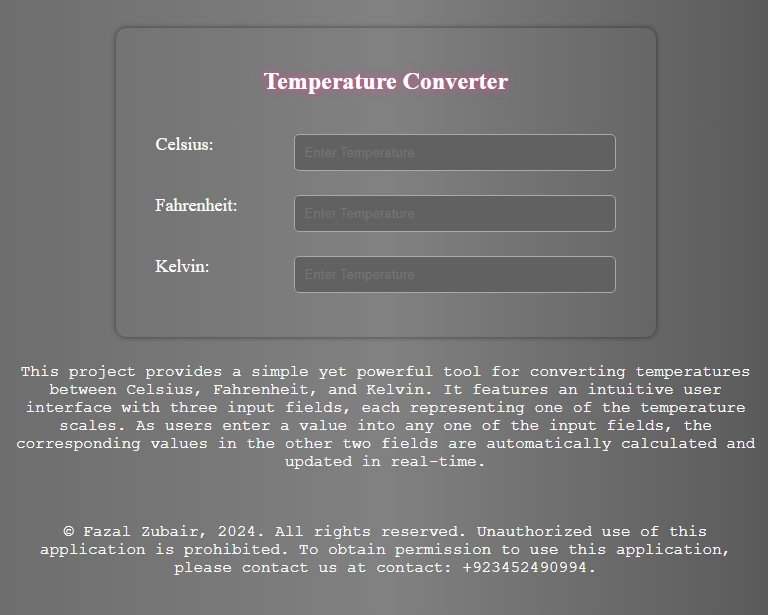 Temperature Converter
Celsius:
Enter Temperature
Fahrenheit:
Enter Temperature
Kelvin:
Enter Temperature
This project provides a simple yet powerful tool for converting temperatures
between Celsius, Fahrenheit, and Kelvin. It features an intuitive user
interface with three input fields, each representing one of the temperature
scales. As users enter a value into any one of the input fields, the
corresponding values in the other two fields are automatically calculated and
updated in real-time.
© Fazal Zubair, 2024. All rights reserved. Unauthorized use of this
application is prohibited. To obtain permission to use this application,
please contact us at contact: +923452490994.